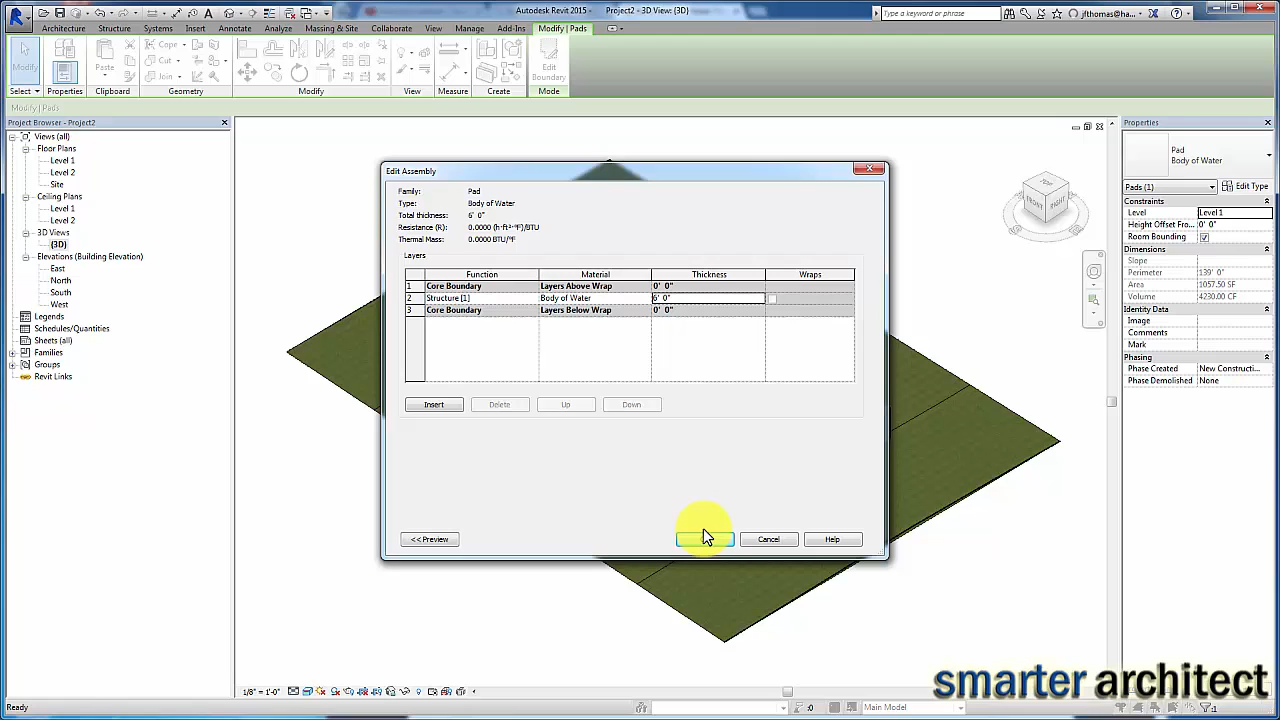 Autodesk Revit 2015 - Project2 - 3D View: {3D}
Type a keyword or phrase
jfthomas@ha...
Architecture Structure Systems Insert Annotate Analyze Massing & Site Collaborate View Manage Add-Ins Modify | Pads
Modify
Paste
Cope
Cut
Join
Edit
Boundary
Select Properties Clipboard Geometry Modify View Measure Create Mode
Modify | Pads
Project Browser - Project2
Views (all)
Floor Plans
Level 1
Level 2
Site
Ceiling Plans
Level 1
Level 2
3D Views
{3D}
Elevations (Building Elevation)
East
North
South
West
Legends
Schedules/Quantities
Sheets (all)
Families
Groups
Revit Links
Edit Assembly
Family: Pad
Type: Body of Water
Total thickness: 6' 0"
Resistance (R): 0.0000 (h·ft²·°F)/BTU
Thermal Mass: 0.0000 BTU/°F
Layers
Function Material Thickness Wraps
1 Core Boundary Layers Above Wrap 0' 0"
2 Structure [1] Body of Water 6' 0"
3 Core Boundary Layers Below Wrap 0' 0"
Insert Delete Up Down
<< Preview Cancel Help
TOP
FRONT
RIGHT
Properties
Pad
Body of Water
Pads (1) Edit Type
Constraints
Level Level 1
Height Offset Fro... 0' 0"
Room Bounding
Dimensions
Slope
Perimeter 139' 0"
Area 1057.50 SF
Volume 4230.00 CF
Identity Data
Image
Comments
Mark
Phasing
Phase Created New Constructi...
Phase Demolished None
1/8" = 1'-0"
Ready
:0
Main Model
:1
smarter architect